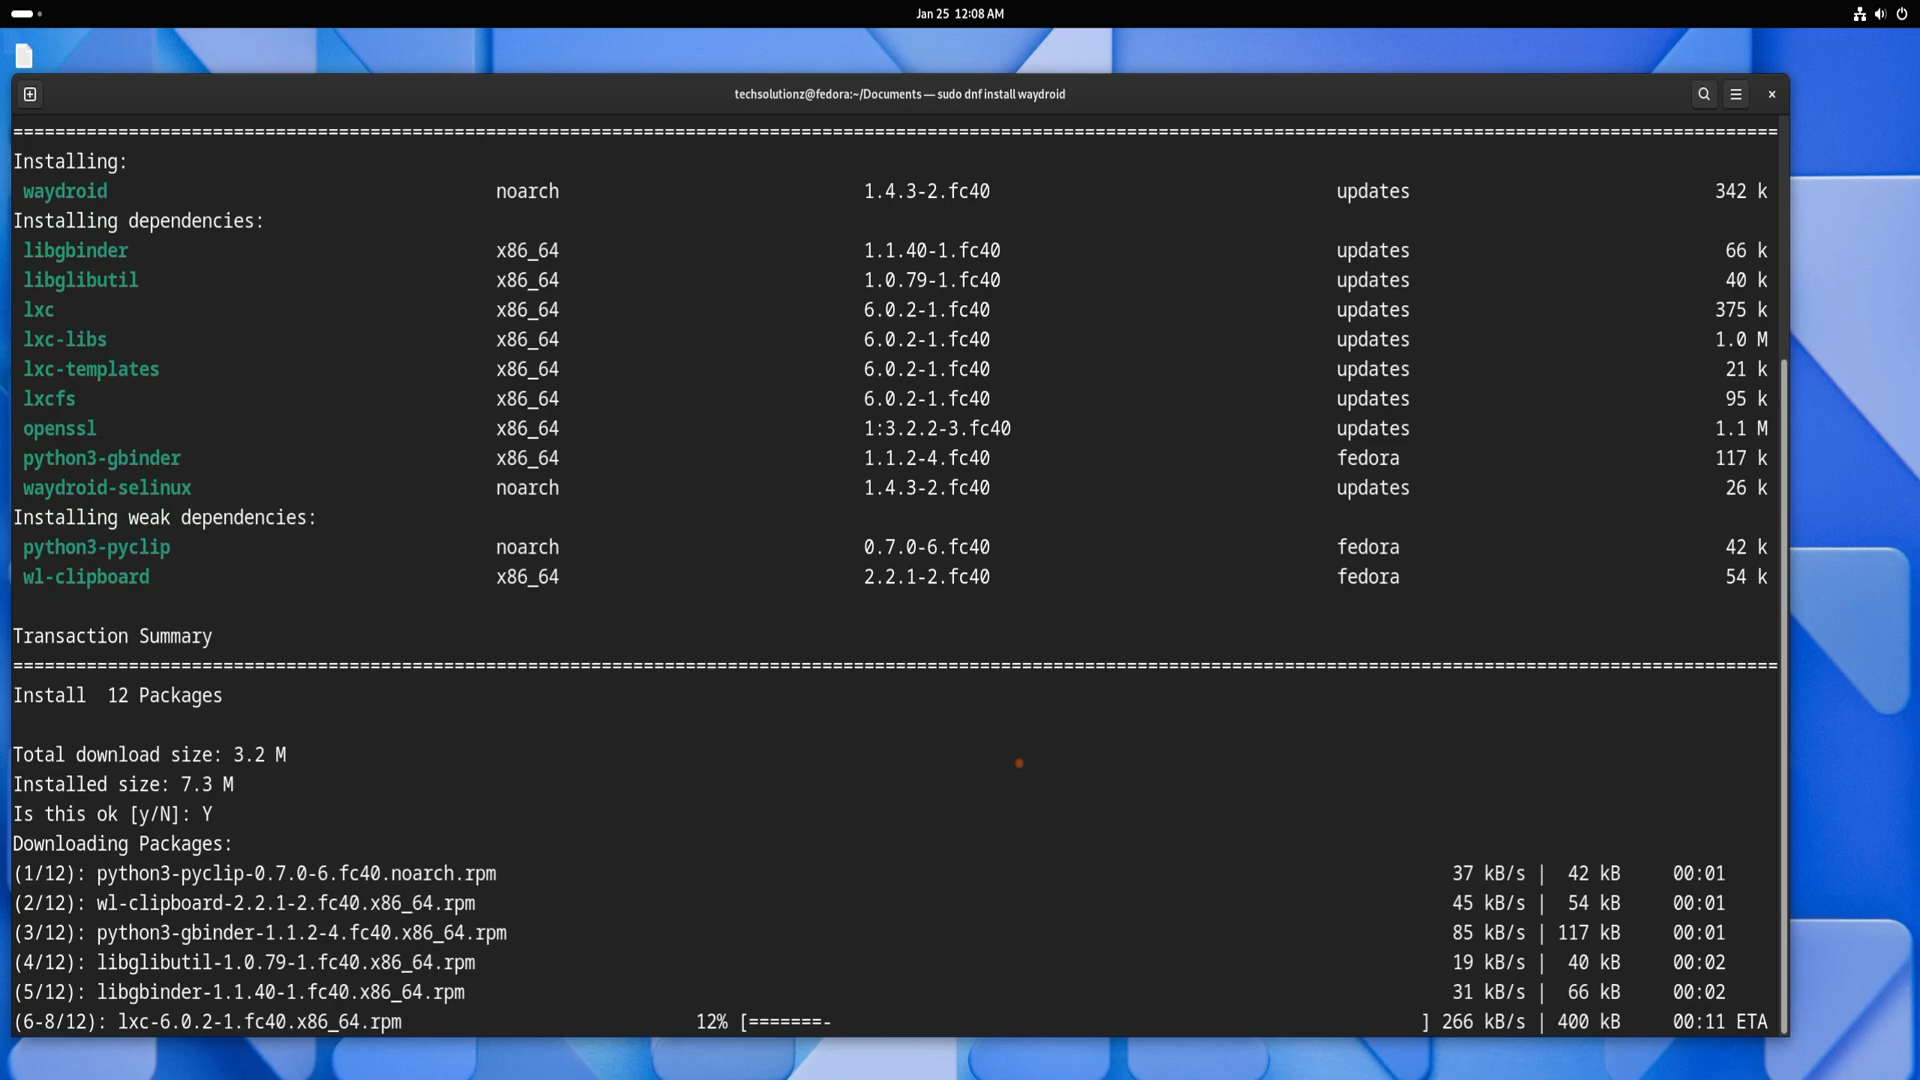 Jan 25 12:08 AM
techsolutionz@fedora:~/Documents — sudo dnf install waydroid
================================================================================
Installing:
waydroid noarch 1.4.3-2.fc40 updates 342 k
Installing dependencies:
libgbinder x86_64 1.1.40-1.fc40 updates 66 k
libglibutil x86_64 1.0.79-1.fc40 updates 40 k
lxc x86_64 6.0.2-1.fc40 updates 375 k
lxc-libs x86_64 6.0.2-1.fc40 updates 1.0 M
lxc-templates x86_64 6.0.2-1.fc40 updates 21 k
lxcfs x86_64 6.0.2-1.fc40 updates 95 k
openssl x86_64 1:3.2.2-3.fc40 updates 1.1 M
python3-gbinder x86_64 1.1.2-4.fc40 fedora 117 k
waydroid-selinux noarch 1.4.3-2.fc40 updates 26 k
Installing weak dependencies:
python3-pyclip noarch 0.7.0-6.fc40 fedora 42 k
wl-clipboard x86_64 2.2.1-2.fc40 fedora 54 k
Transaction Summary
================================================================================
Install 12 Packages
Total download size: 3.2 M
Installed size: 7.3 M
Is this ok [y/N]: Y
Downloading Packages:
(1/12): python3-pyclip-0.7.0-6.fc40.noarch.rpm 37 kB/s | 42 kB 00:01
(2/12): wl-clipboard-2.2.1-2.fc40.x86_64.rpm 45 kB/s | 54 kB 00:01
(3/12): python3-gbinder-1.1.2-4.fc40.x86_64.rpm 85 kB/s | 117 kB 00:01
(4/12): libglibutil-1.0.79-1.fc40.x86_64.rpm 19 kB/s | 40 kB 00:02
(5/12): libgbinder-1.1.40-1.fc40.x86_64.rpm 31 kB/s | 66 kB 00:02
(6-8/12): lxc-6.0.2-1.fc40.x86_64.rpm 12% [=======- ] 266 kB/s | 400 kB 00:11 ETA